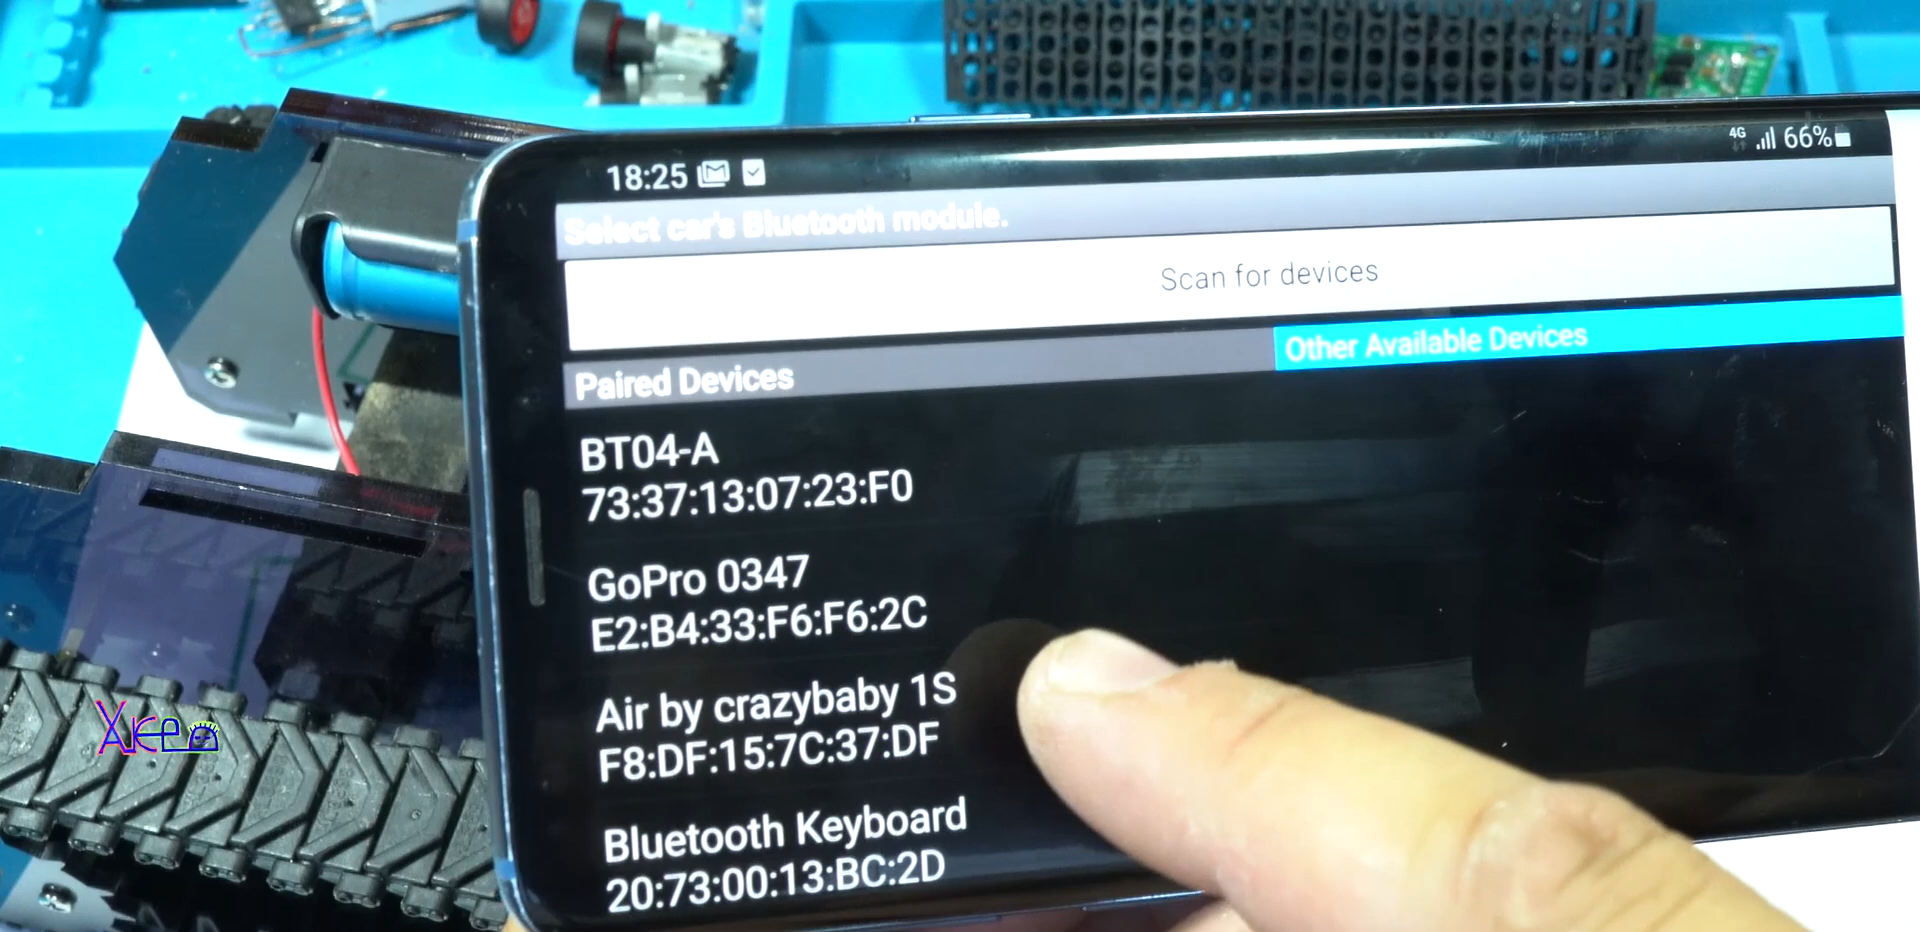 18:25
4G 66%
Select car's Bluetooth module.
Scan for devices
Paired Devices
Other Available Devices
BT04-A
73:37:13:07:23:F0
GoPro 0347
E2:B4:33:F6:F6:2C
Air by crazybaby 1S
F8:DF:15:7C:37:DF
Bluetooth Keyboard
20:73:00:13:BC:2D